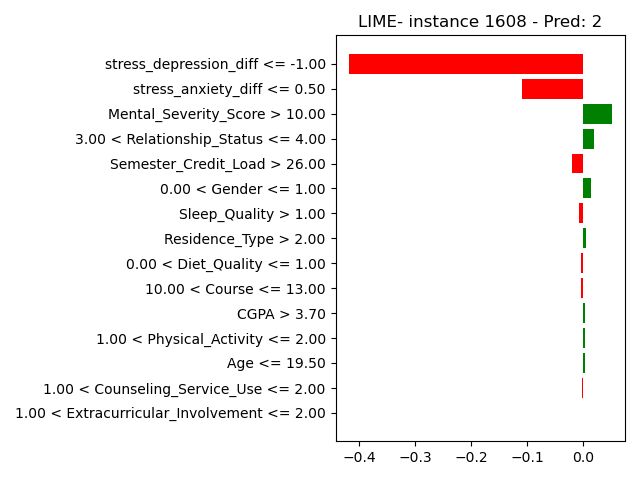 LIME- instance 1608 - Pred: 2
stress_depression_diff <= -1.00
stress_anxiety_diff <= 0.50
Mental_Severity_Score > 10.00
3.00 < Relationship_Status <= 4.00
Semester_Credit_Load > 26.00
0.00 < Gender <= 1.00
Sleep_Quality > 1.00
Residence_Type > 2.00
0.00 < Diet_Quality <= 1.00
10.00 < Course <= 13.00
CGPA > 3.70
1.00 < Physical_Activity <= 2.00
Age <= 19.50
1.00 < Counseling_Service_Use <= 2.00
1.00 < Extracurricular_Involvement <= 2.00
−0.4 −0.3 −0.2 −0.1 0.0